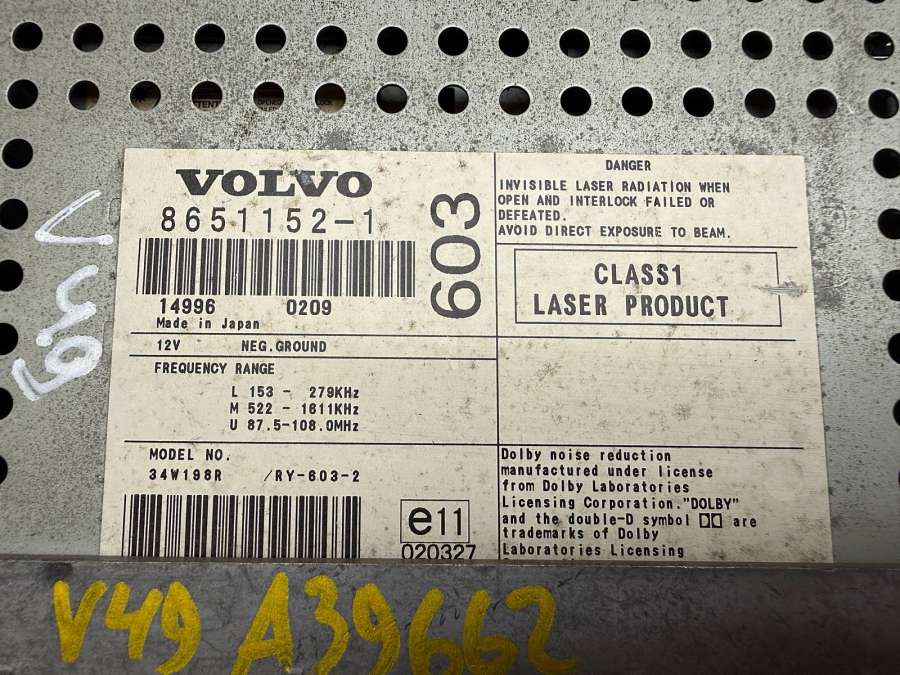 VOLVO
8651152-1
603
14996 0209
Made in Japan
12V NEG.GROUND
FREQUENCY RANGE
L 153 - 279KHz
M 522 - 1611KHz
U 87.5-108.0MHz
MODEL NO.
34W198R /RY-603-2
e11
020327
DANGER
INVISIBLE LASER RADIATION WHEN
OPEN AND INTERLOCK FAILED OR
DEFEATED.
AVOID DIRECT EXPOSURE TO BEAM.
CLASS1
LASER PRODUCT
Dolby noise reduction
manufactured under license
from Dolby Laboratories
Licensing Corporation."DOLBY"
and the double-D symbol are
trademarks of Dolby
Laboratories Licensing
V49
V49 A39662